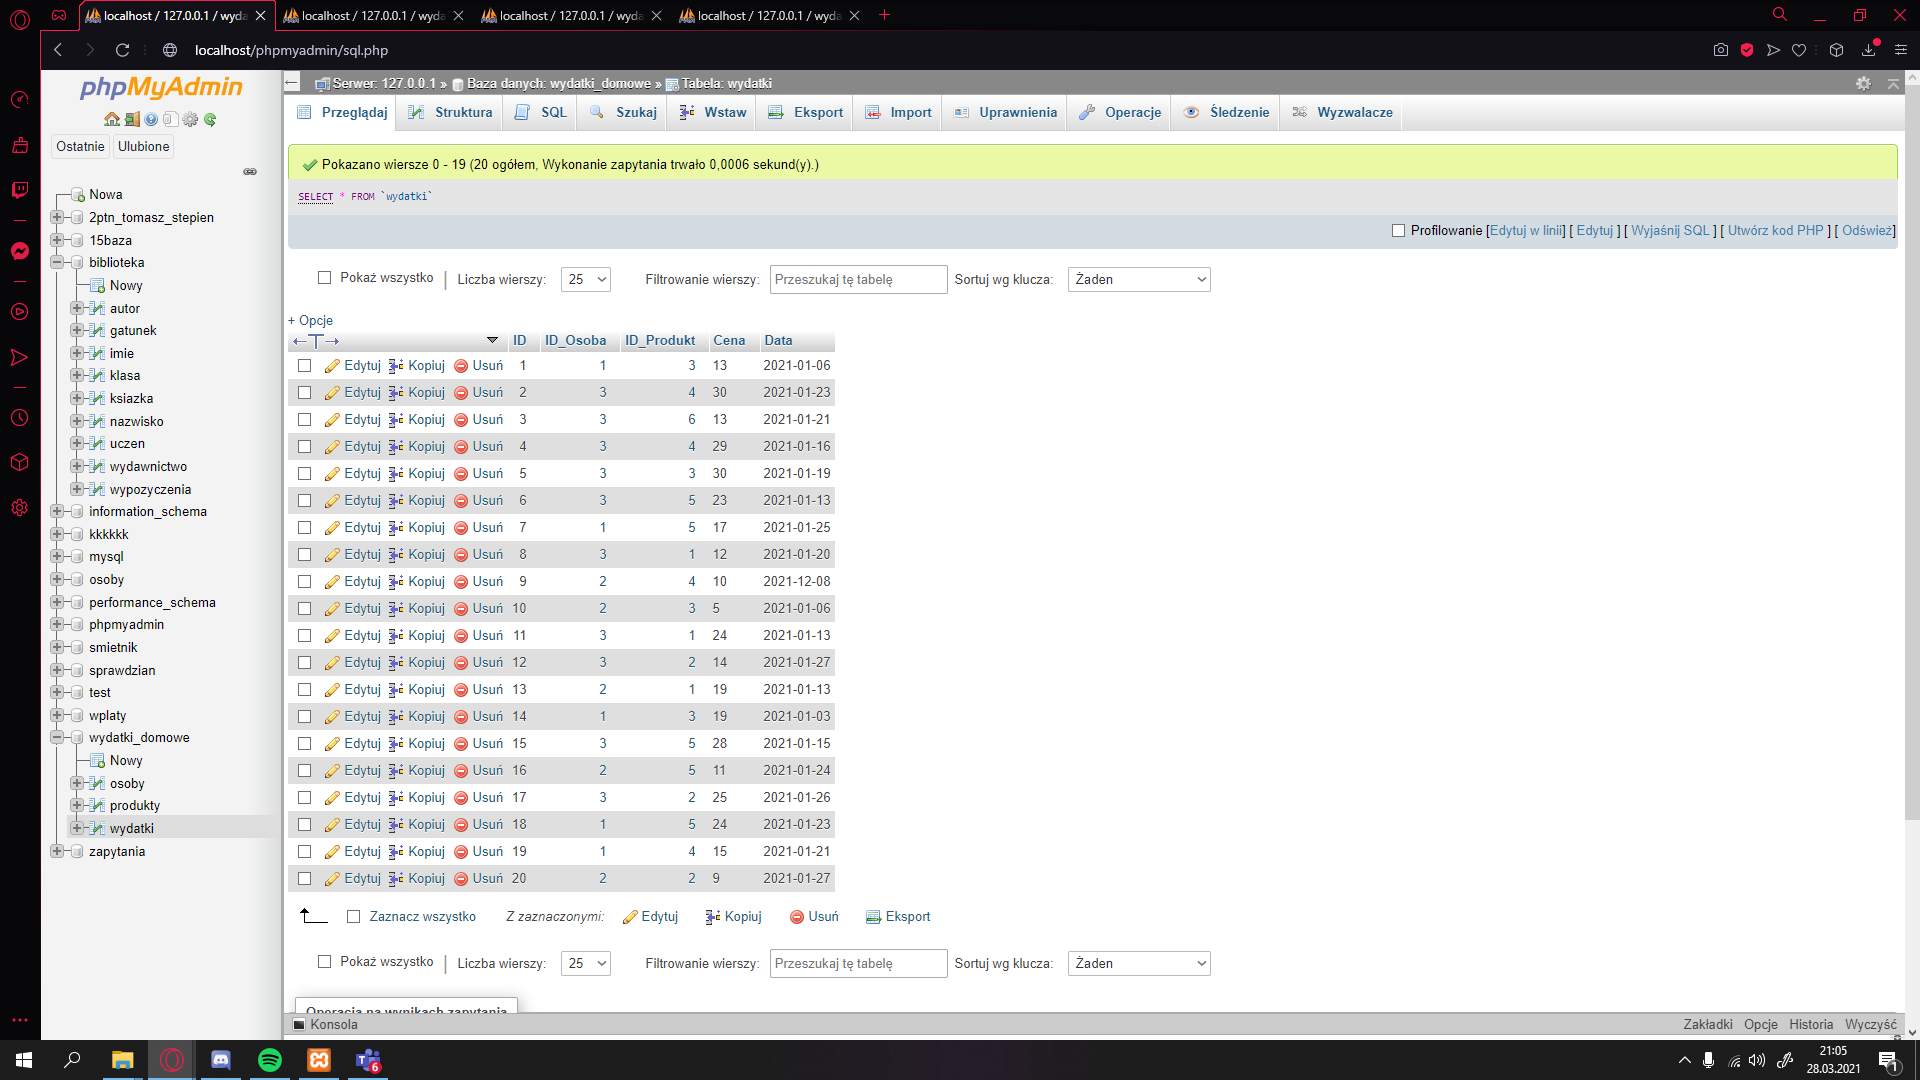 localhost / 127.0.0.1 / wyda
localhost / 127.0.0.1 / wyda
localhost / 127.0.0.1 / wyda
localhost / 127.0.0.1 / wyda
localhost/phpmyadmin/sql.php
phpMyAdmin
Ostatnie Ulubione
Nowa
2ptn_tomasz_stepien
15baza
biblioteka
Nowy
autor
gatunek
imie
klasa
ksiazka
nazwisko
uczen
wydawnictwo
wypozyczenia
information_schema
kkkkkk
mysql
osoby
performance_schema
phpmyadmin
smietnik
sprawdzian
test
wplaty
wydatki_domowe
Nowy
osoby
produkty
wydatki
zapytania
Serwer: 127.0.0.1 » Baza danych: wydatki_domowe » Tabela: wydatki
Przeglądaj Struktura SQL Szukaj Wstaw Eksport Import Uprawnienia Operacje Śledzenie Wyzwalacze
Pokazano wiersze 0 - 19 (20 ogółem, Wykonanie zapytania trwało 0,0006 sekund(y).)
SELECT * FROM `wydatki`
Profilowanie [Edytuj w linii] [ Edytuj ] [ Wyjaśnij SQL ] [ Utwórz kod PHP ] [ Odśwież]
Pokaż wszystko | Liczba wierszy: 25 Filtrowanie wierszy: Przeszukaj tę tabelę Sortuj wg klucza: Żaden
+ Opcje
←T→ ID ID_Osoba ID_Produkt Cena Data
Edytuj Kopiuj Usuń 1 1 3 13 2021-01-06
Edytuj Kopiuj Usuń 2 3 4 30 2021-01-23
Edytuj Kopiuj Usuń 3 3 6 13 2021-01-21
Edytuj Kopiuj Usuń 4 3 4 29 2021-01-16
Edytuj Kopiuj Usuń 5 3 3 30 2021-01-19
Edytuj Kopiuj Usuń 6 3 5 23 2021-01-13
Edytuj Kopiuj Usuń 7 1 5 17 2021-01-25
Edytuj Kopiuj Usuń 8 3 1 12 2021-01-20
Edytuj Kopiuj Usuń 9 2 4 10 2021-12-08
Edytuj Kopiuj Usuń 10 2 3 5 2021-01-06
Edytuj Kopiuj Usuń 11 3 1 24 2021-01-13
Edytuj Kopiuj Usuń 12 3 2 14 2021-01-27
Edytuj Kopiuj Usuń 13 2 1 19 2021-01-13
Edytuj Kopiuj Usuń 14 1 3 19 2021-01-03
Edytuj Kopiuj Usuń 15 3 5 28 2021-01-15
Edytuj Kopiuj Usuń 16 2 5 11 2021-01-24
Edytuj Kopiuj Usuń 17 3 2 25 2021-01-26
Edytuj Kopiuj Usuń 18 1 5 24 2021-01-23
Edytuj Kopiuj Usuń 19 1 4 15 2021-01-21
Edytuj Kopiuj Usuń 20 2 2 9 2021-01-27
Zaznacz wszystko Z zaznaczonymi: Edytuj Kopiuj Usuń Eksport
Pokaż wszystko | Liczba wierszy: 25 Filtrowanie wierszy: Przeszukaj tę tabelę Sortuj wg klucza: Żaden
Operacja na wynikach zapytania
Konsola Zakładki Opcje Historia Wyczyść
6
21:05
28.03.2021
1